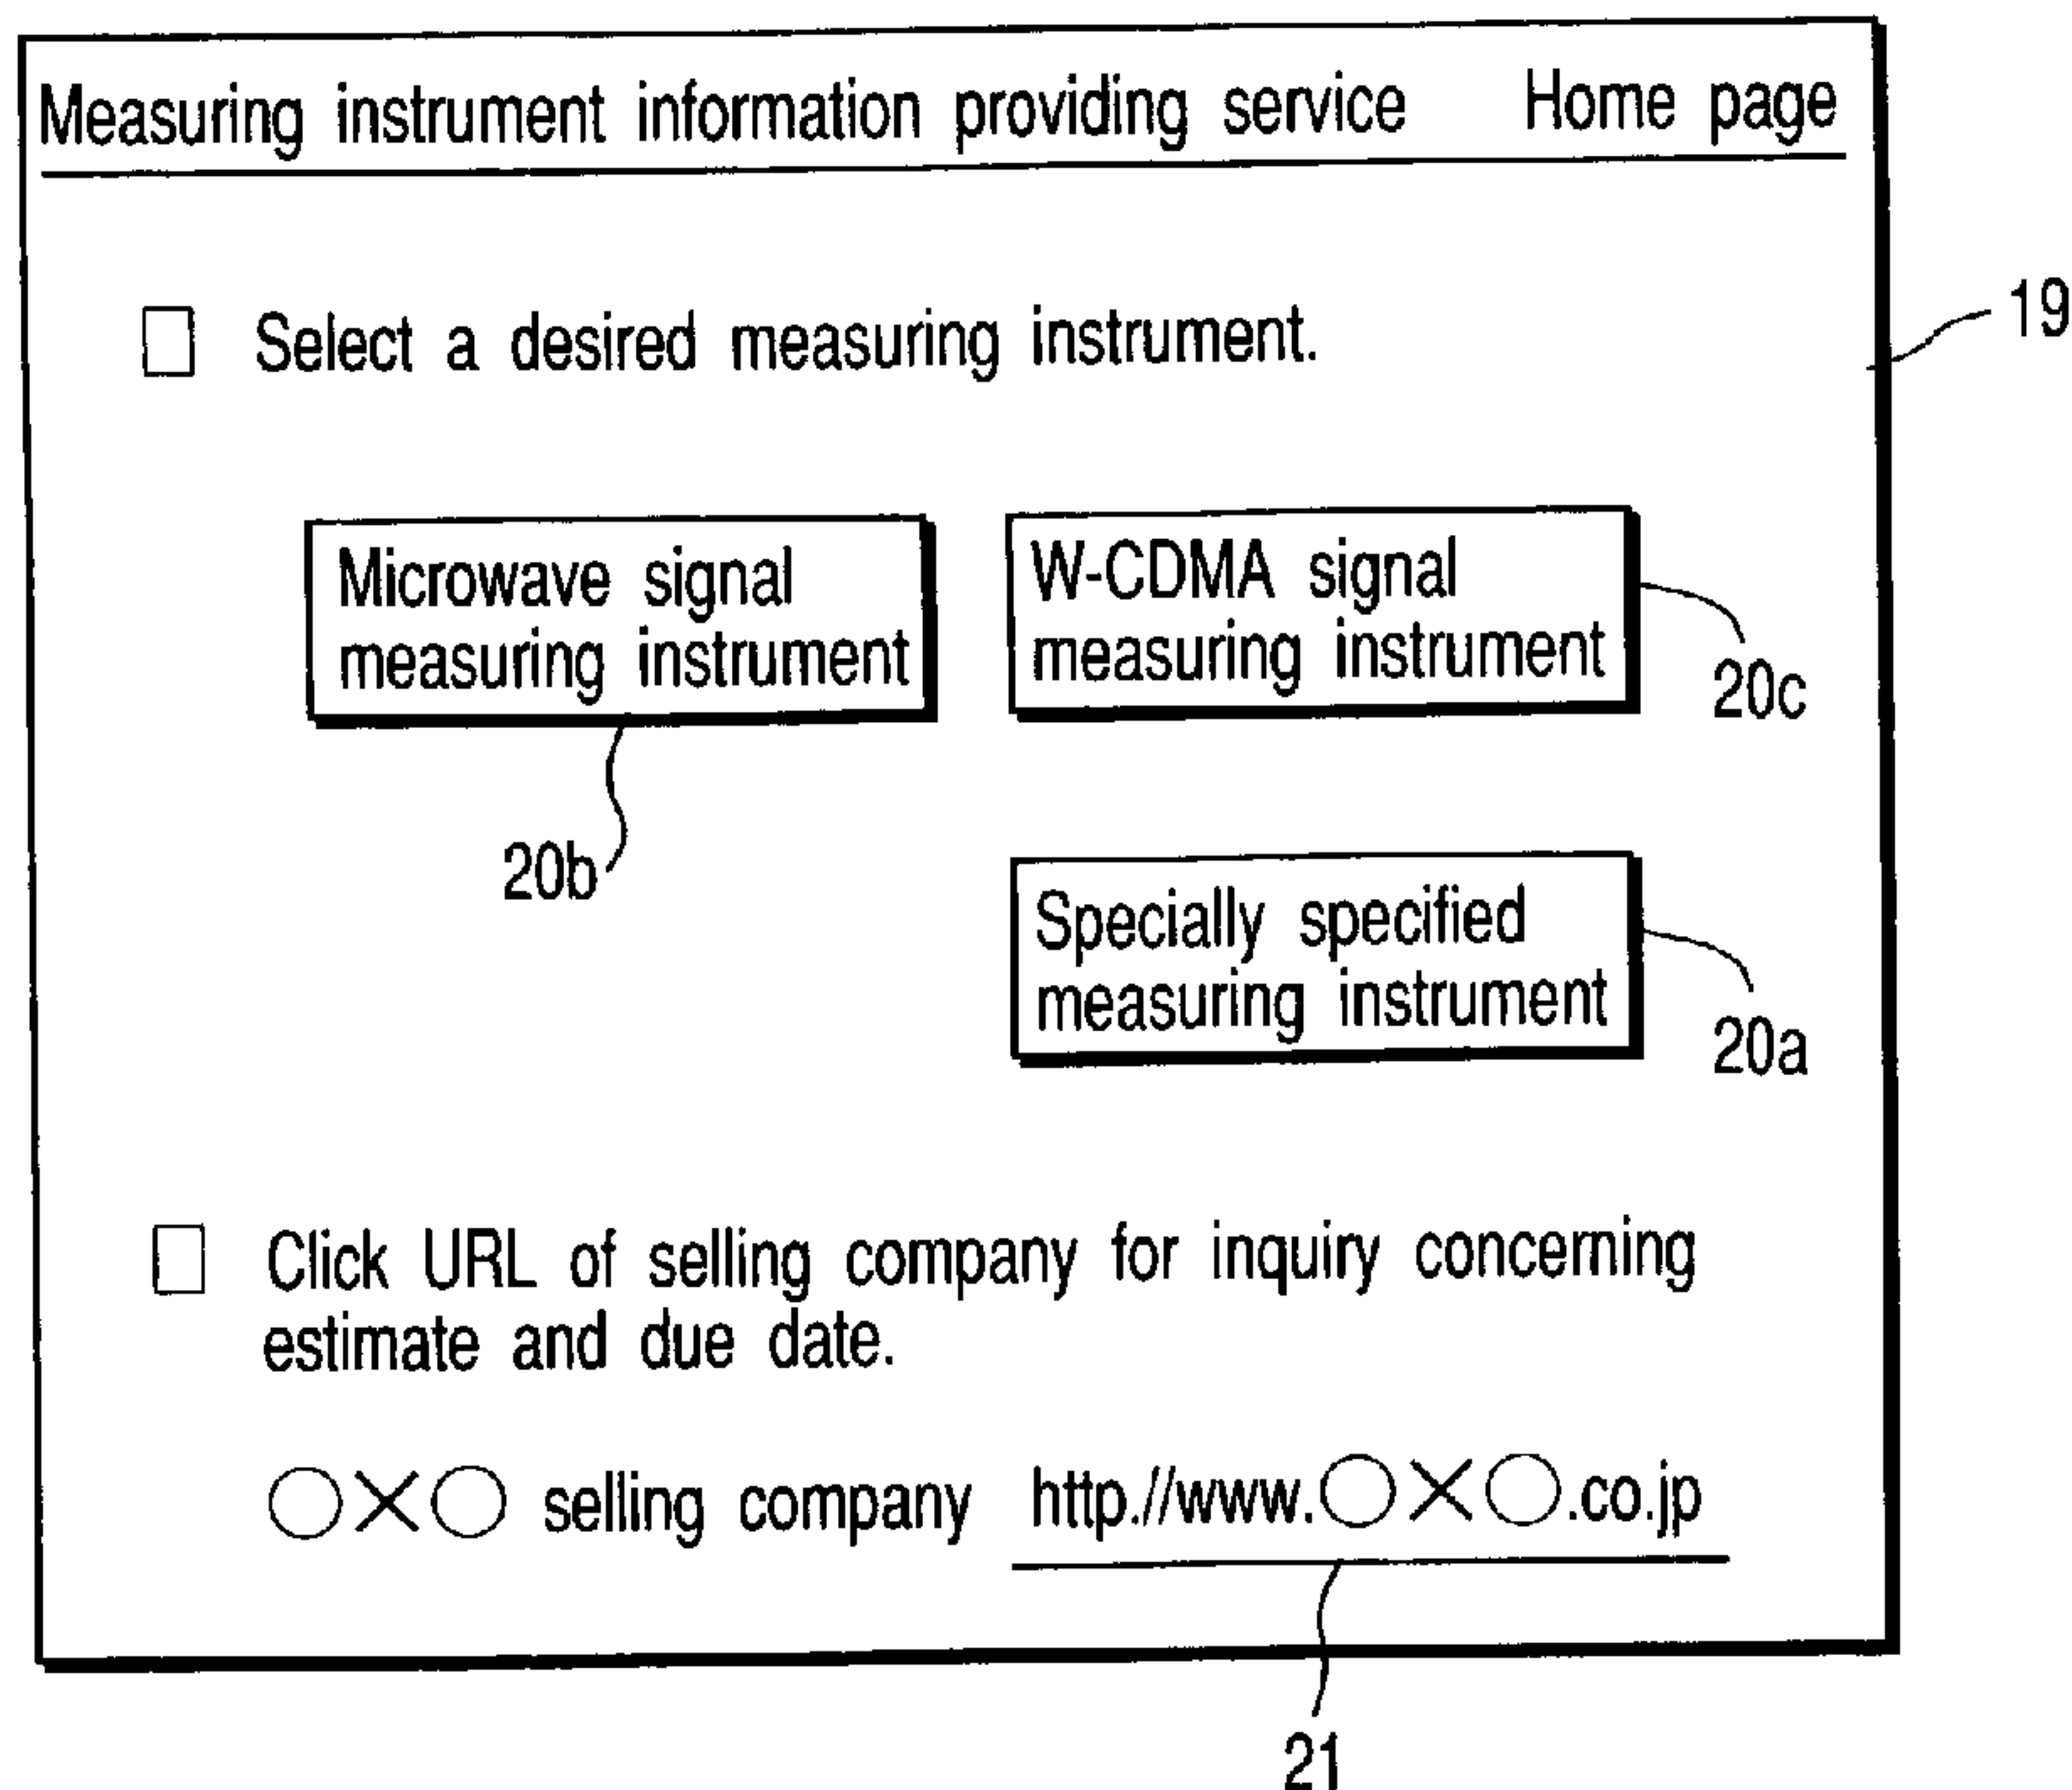 Measuring instrument information providing service Home page
□ Select a desired measuring instrument.
19
Microwave signal
measuring instrument
W-CDMA signal
measuring instrument
20c
20b
Specially specified
measuring instrument
20a
□ Click URL of selling company for inquiry concerning
estimate and due date.
○×○ selling company http.//www.○×○.co.jp
21